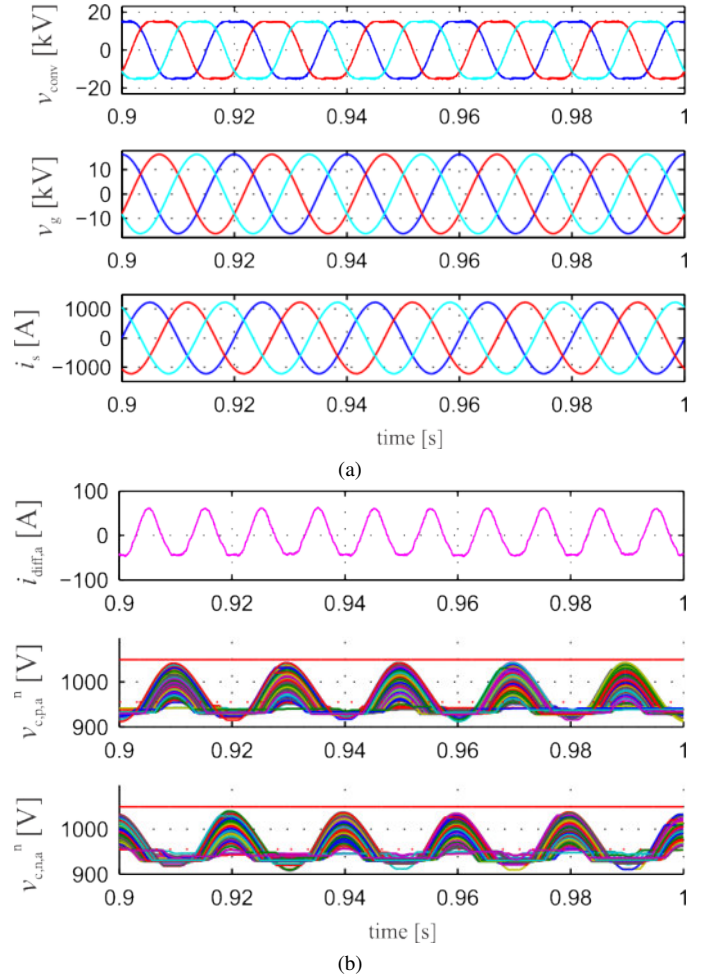 v_conv [kV]
20
0
−20
0.9 0.92 0.94 0.96 0.98 1
v_g [kV]
10
0
−10
0.9 0.92 0.94 0.96 0.98 1
i_s [A]
1000
0
−1000
0.9 0.92 0.94 0.96 0.98 1
time [s]
(a)
i_diff,a [A]
100
0
−100
0.9 0.92 0.94 0.96 0.98 1
v_c,p,a^n [V]
1000
900
0.9 0.92 0.94 0.96 0.98 1
v_c,n,a^n [V]
1000
900
0.9 0.92 0.94 0.96 0.98 1
time [s]
(b)